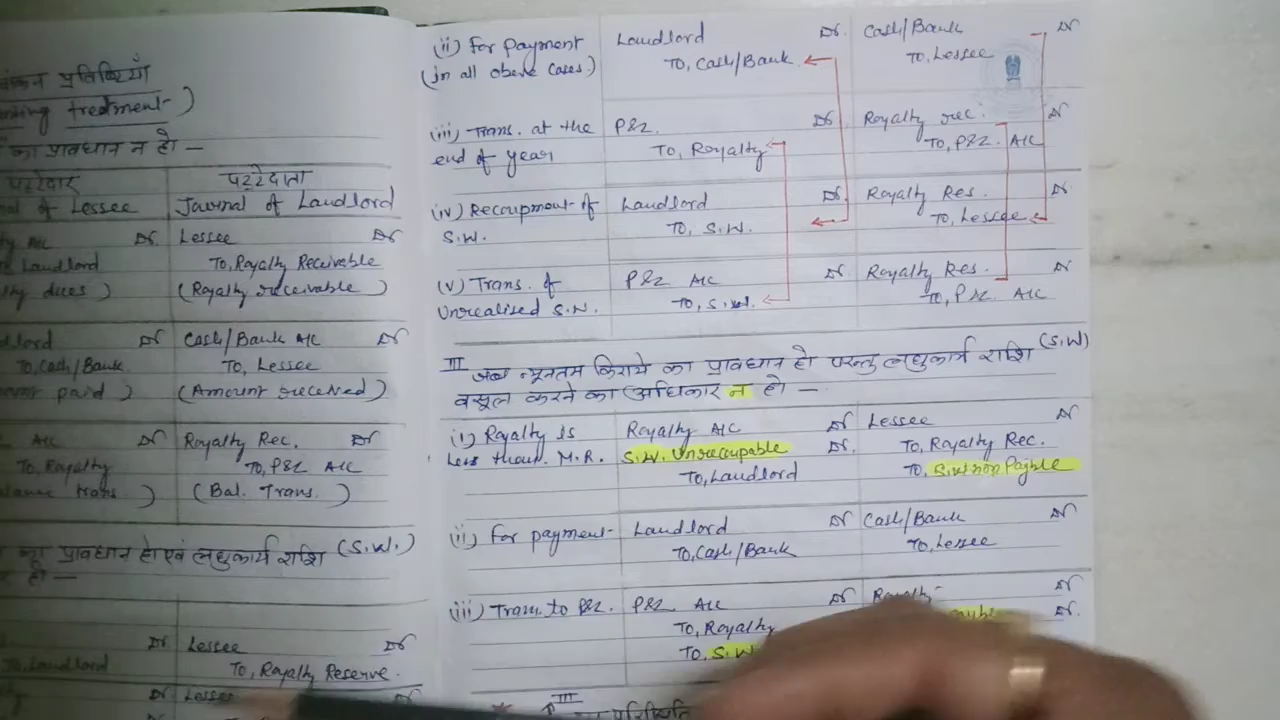 अंकन प्रविष्टियाँ
treatment)
का प्रावधान न हो —
पट्टेदार पट्टेदाता
of Lessee Journal of Landlord
A/C Dr Lessee Dr
Landlord To, Royalty Receivable
dues) (Royalty receivable)
Dr Cash/Bank A/C Dr
To, Cash/Bank To, Lessee
paid) (Amount received)
A/C Dr Royalty Rec. Dr
To, Royalty To, P&L A/C
trans.) (Bal. Trans.)
का प्रावधान हो एवं लघुकार्य राशि (S.W.)
हो —
Dr Lessee Dr
To, Landlord To, Royalty Reserve.
Dr Lessee
(ii) For payment Landlord Dr Cash/Bank Dr
(in all above cases) To, Cash/Bank To, Lessee
(iii) Trans. at the P&L. Dr Royalty rec. Dr
end of year To, Royalty To, P&L. A/C
(iv) Recoupment of Landlord Dr Royalty Res. Dr
S.W. To, S.W. To, Lessee
(v) Trans. of P&L A/C Dr Royalty Res. Dr
Unrealised S.W. To, S.W. To, P&L A/C
III जब न्यूनतम किराये का प्रावधान हो परन्तु लघुकार्य राशि (S.W)
वसूल करने का अधिकार न हो —
(i) Royalty is Royalty A/C Dr Lessee Dr
less than M.R. S.W. Unrecoupable Dr. To, Royalty Rec.
To, Landlord To, S.W non Payble
(ii) For payment Landlord Dr Cash/Bank Dr
To, Cash/Bank To, Lessee
(iii) Trans. to P&L. P&L A/C Dr Royalty Dr
To, Royalty Payble Dr.
To, S.W
III